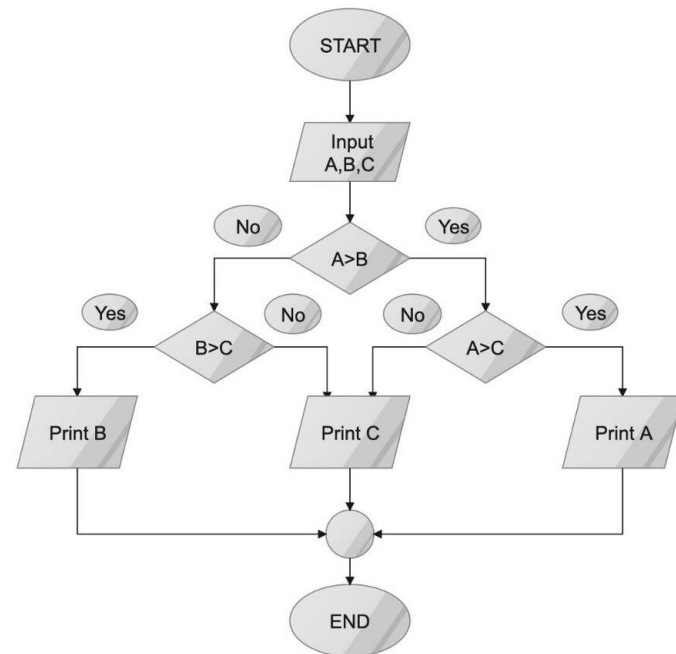 START
Input
A,B,C
No
Yes
A>B
Yes
No
No
Yes
B>C
A>C
Print B
Print C
Print A
END